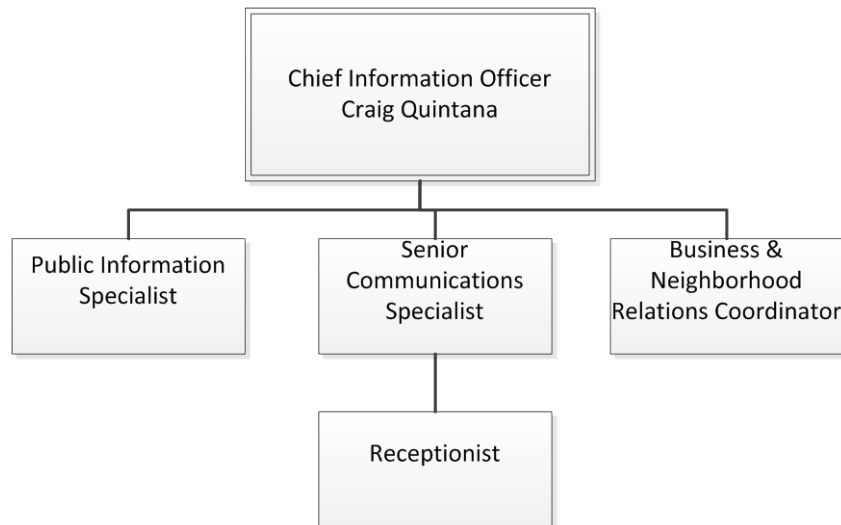 Chief Information Officer
Craig Quintana
Public Information
Specialist
Senior
Communications
Specialist
Business &
Neighborhood
Relations Coordinator
Receptionist